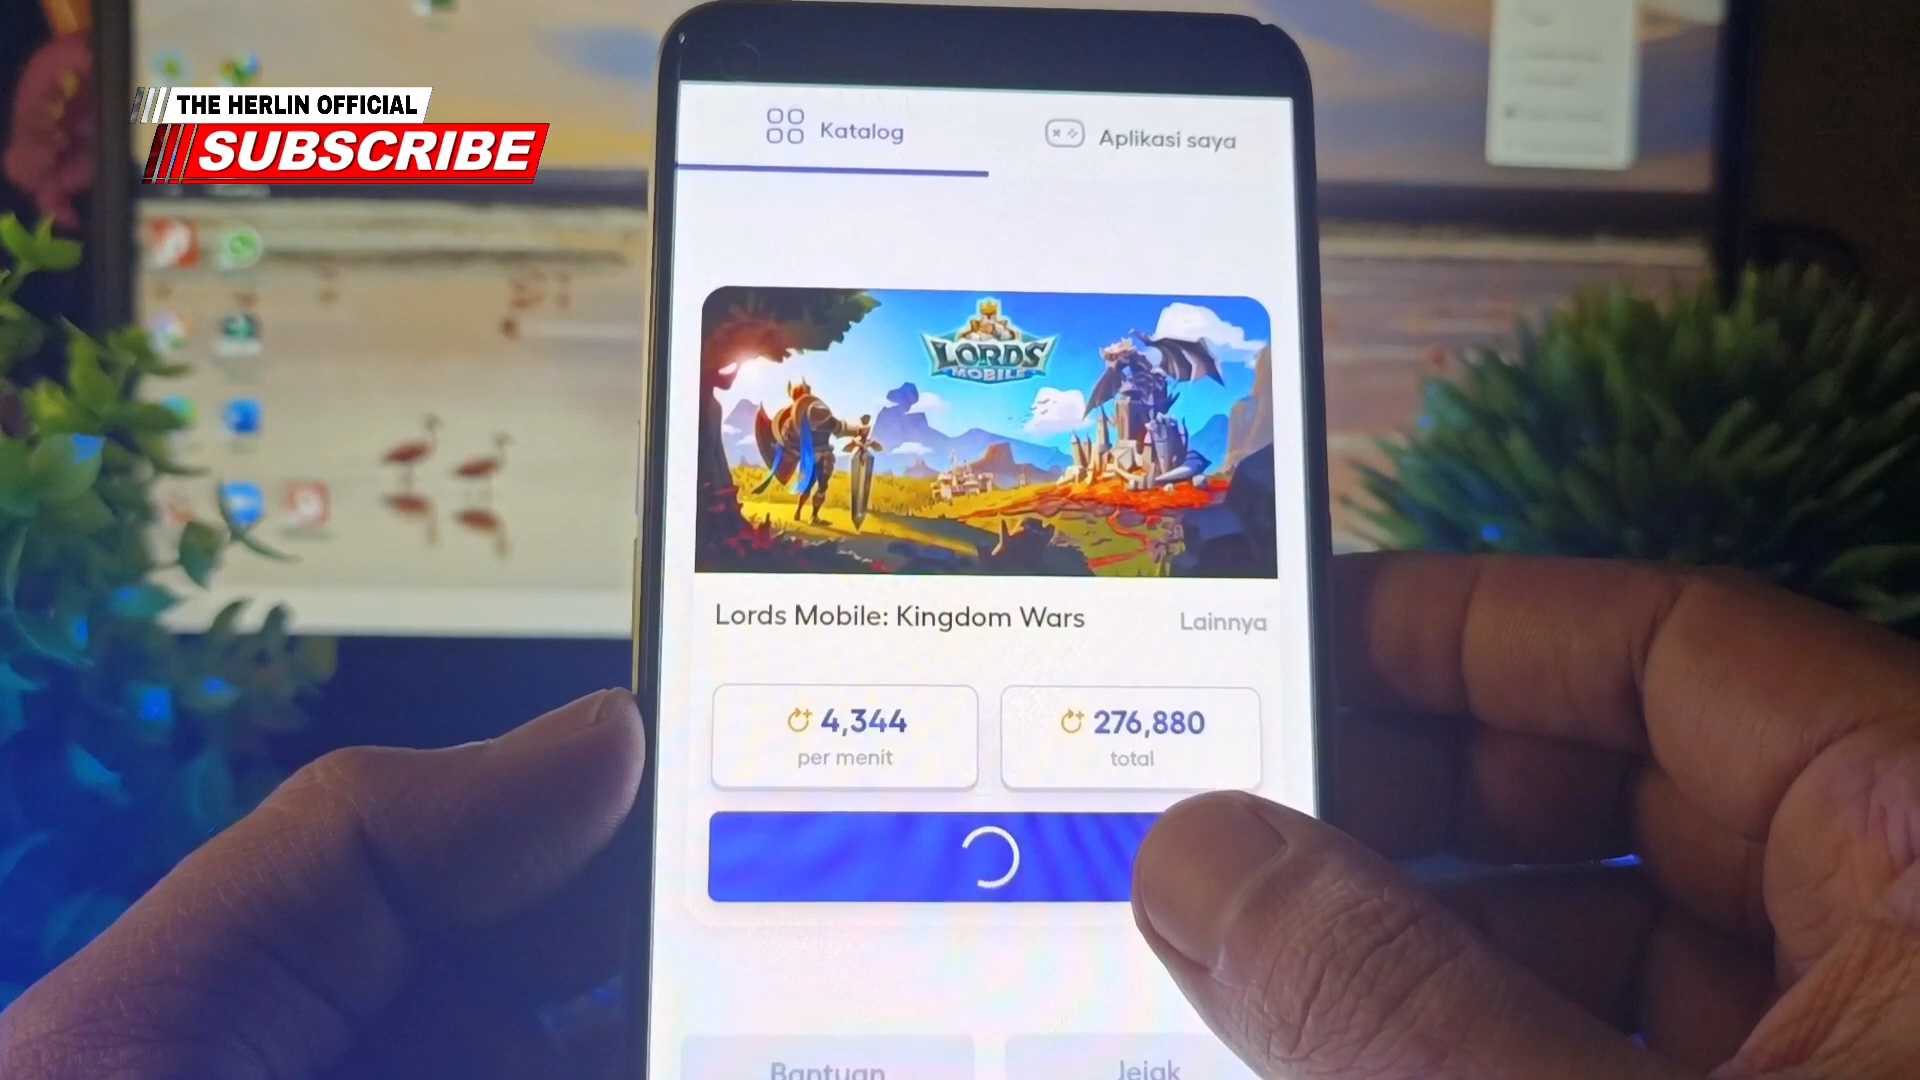 THE HERLIN OFFICIAL
SUBSCRIBE
Katalog
Aplikasi saya
LORDS
MOBILE
Lords Mobile: Kingdom Wars
Lainnya
4,344
276,880
per menit
total
Bantuan
Jejak